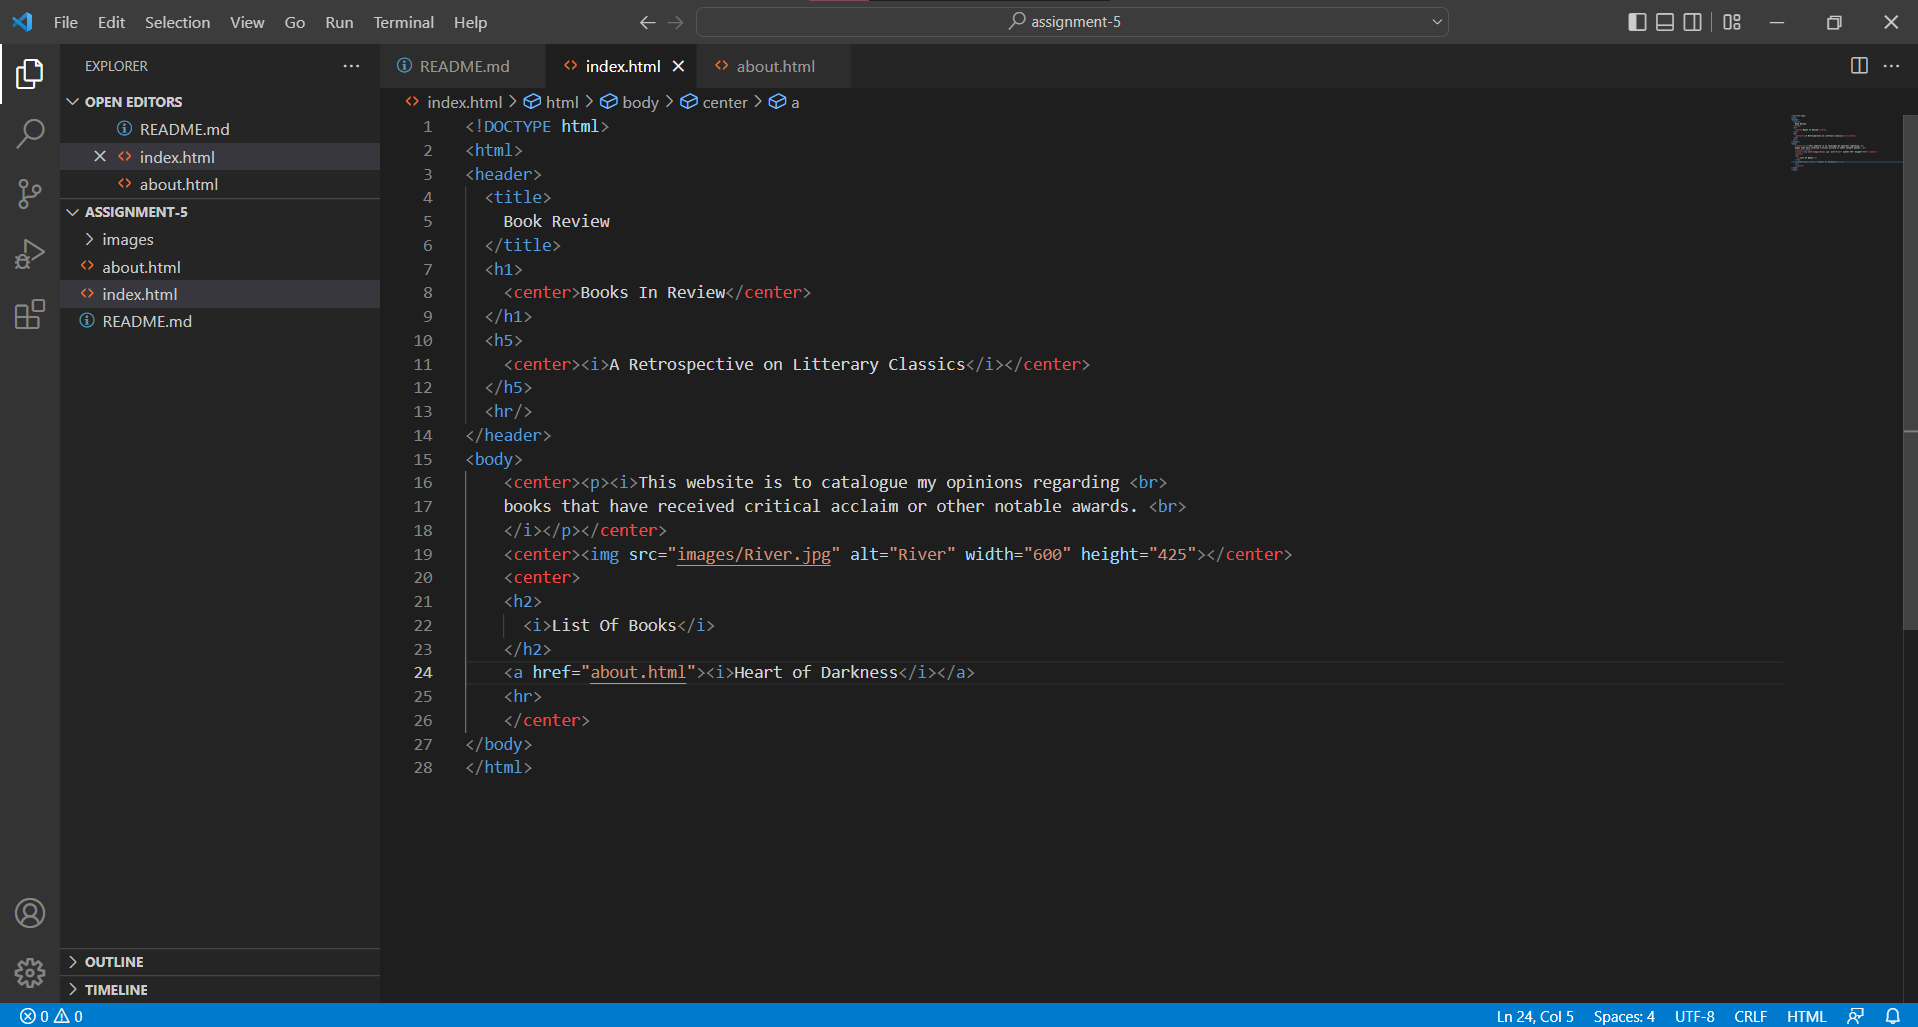 File Edit Selection View Go Run Terminal Help
assignment-5
EXPLORER
OPEN EDITORS
README.md
index.html
about.html
ASSIGNMENT-5
images
about.html
index.html
README.md
OUTLINE
TIMELINE
README.md index.html about.html
index.html > html > body > center > a
1 <!DOCTYPE html>
2 <html>
3 <header>
4 <title>
5 Book Review
6 </title>
7 <h1>
8 <center>Books In Review</center>
9 </h1>
10 <h5>
11 <center><i>A Retrospective on Litterary Classics</i></center>
12 </h5>
13 <hr/>
14 </header>
15 <body>
16 <center><p><i>This website is to catalogue my opinions regarding <br>
17 books that have received critical acclaim or other notable awards. <br>
18 </i></p></center>
19 <center><img src="images/River.jpg" alt="River" width="600" height="425"></center>
20 <center>
21 <h2>
22 <i>List Of Books</i>
23 </h2>
24 <a href="about.html"><i>Heart of Darkness</i></a>
25 <hr>
26 </center>
27 </body>
28 </html>
0 0 Ln 24, Col 5 Spaces: 4 UTF-8 CRLF HTML